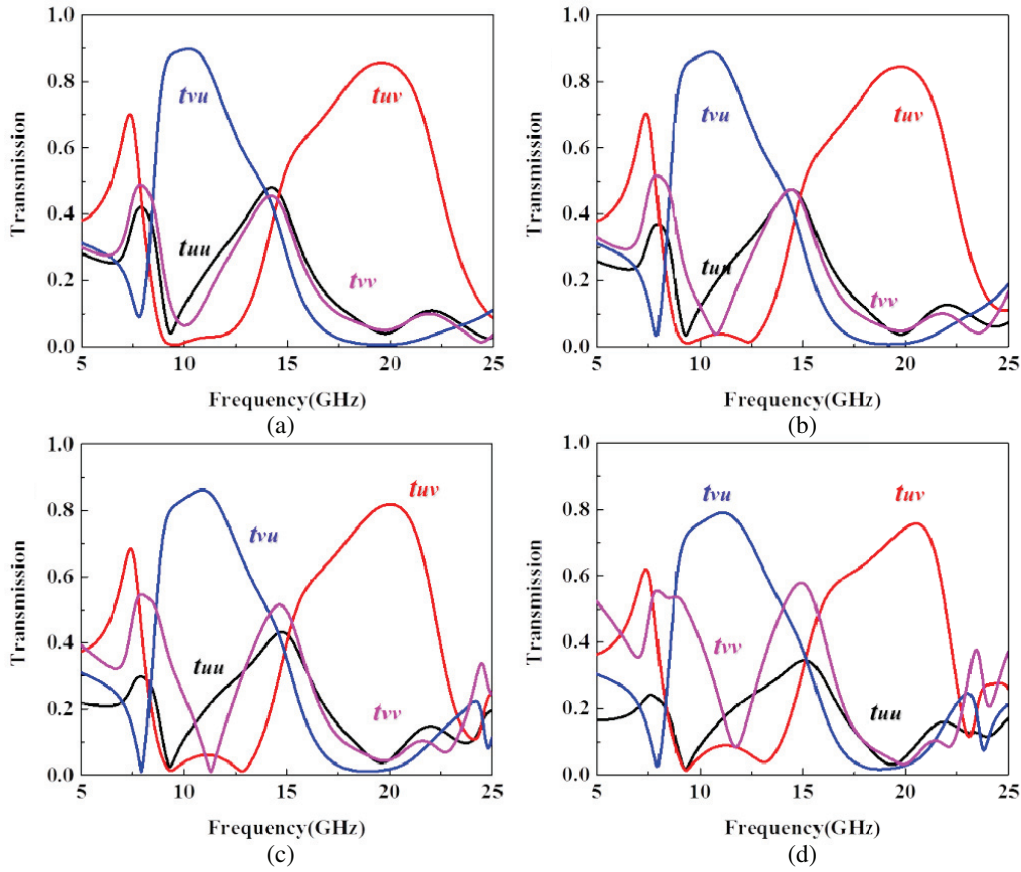 1.0 1.0
0.8 0.8
0.6 0.6
0.4 0.4
0.2 0.2
0.0 0.0
Transmission Transmission
tvu tuv tvu tuv
tuu tvv tuu tvv
5 10 15 20 25 5 10 15 20 25
Frequency(GHz) Frequency(GHz)
(a) (b)
1.0 1.0
0.8 0.8
0.6 0.6
0.4 0.4
0.2 0.2
0.0 0.0
Transmission Transmission
tuv tvu tuv
tvu
tuu tvv tvv tuu
5 10 15 20 25 5 10 15 20 25
Frequency(GHz) Frequency(GHz)
(c) (d)